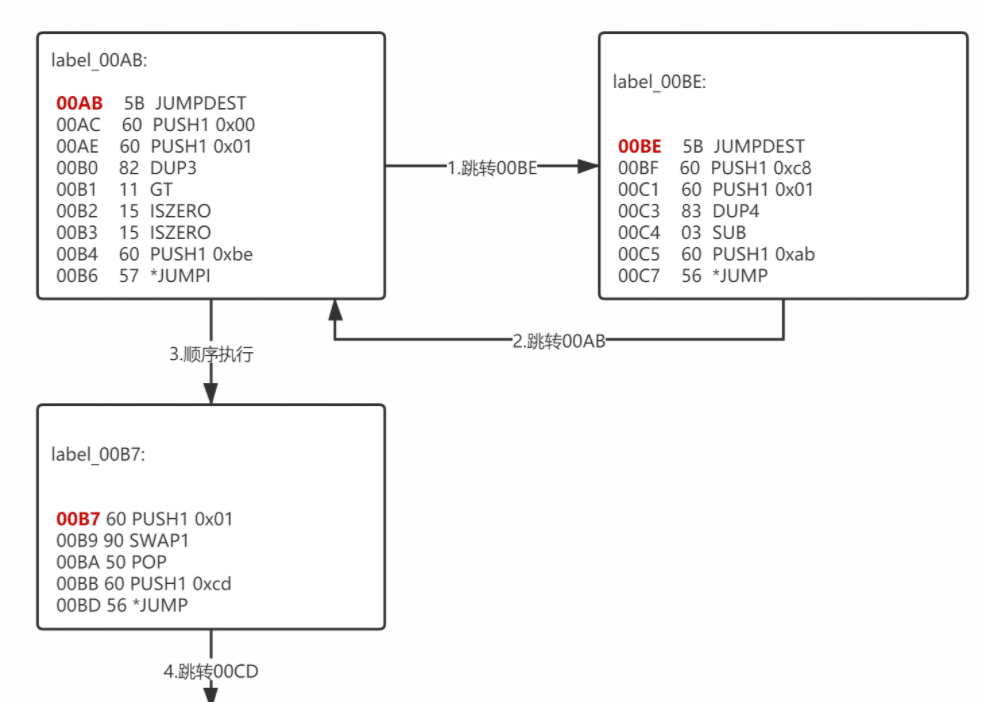 label_00AB:
00AB 5B JUMPDEST
00AC 60 PUSH1 0x00
00AE 60 PUSH1 0x01
00B0 82 DUP3
00B1 11 GT
00B2 15 ISZERO
00B3 15 ISZERO
00B4 60 PUSH1 0xbe
00B6 57 *JUMPI
1.跳转00BE
label_00BE:
00BE 5B JUMPDEST
00BF 60 PUSH1 0xc8
00C1 60 PUSH1 0x01
00C3 83 DUP4
00C4 03 SUB
00C5 60 PUSH1 0xab
00C7 56 *JUMP
2.跳转00AB
3.顺序执行
label_00B7:
00B7 60 PUSH1 0x01
00B9 90 SWAP1
00BA 50 POP
00BB 60 PUSH1 0xcd
00BD 56 *JUMP
4.跳转00CD